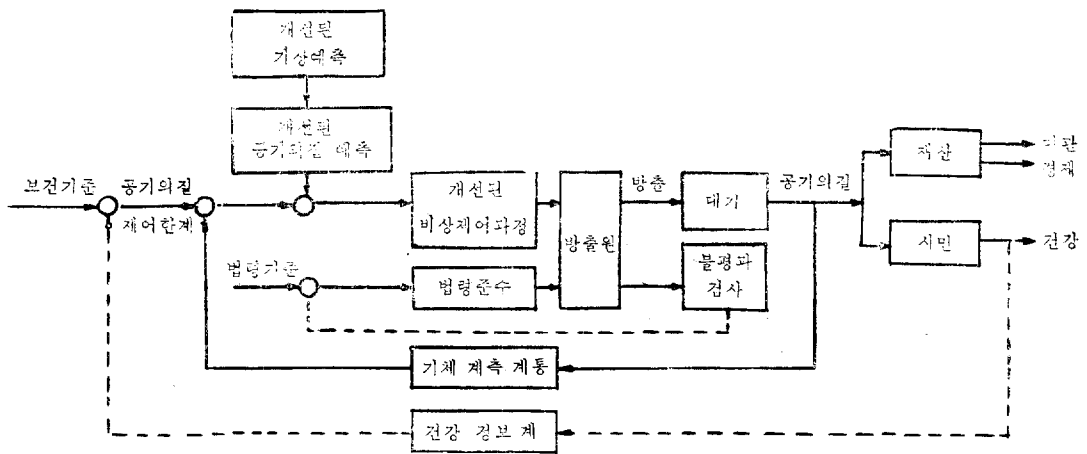 개선된
기상예측
개선된
공기의질 예측
보건기준
공기의질
제어한계
개선된
비상제어과정
방출원
방출
대기
공기의질
재산
미관
경제
시민
건강
법령기준
법령준수
불평과
검사
기체 계측 계통
건강 경보계